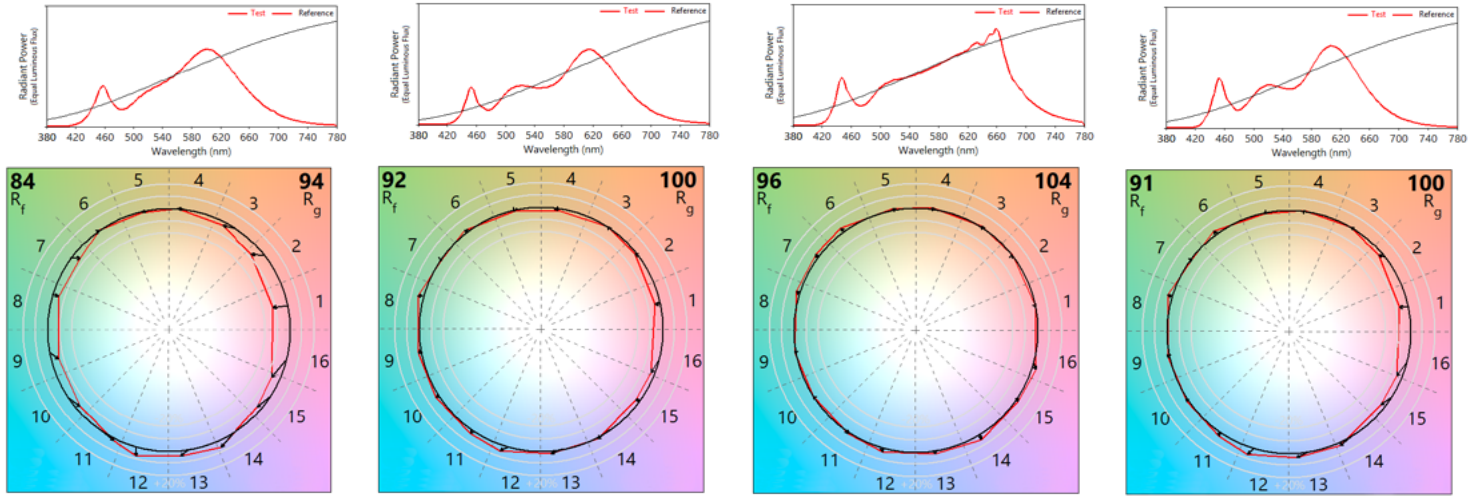 Radiant Power
(Equal Luminous Flux)
Test Reference
380 420 460 500 540 580 620 660 700 740 780
Wavelength (nm)
Radiant Power
(Equal Luminous Flux)
Test Reference
380 420 460 500 540 580 620 660 700 740 780
Wavelength (nm)
Radiant Power
(Equal Luminous Flux)
Test Reference
380 420 460 500 540 580 620 660 700 740 780
Wavelength (nm)
Radiant Power
(Equal Luminous Flux)
Test Reference
380 420 460 500 540 580 620 660 700 740 780
Wavelength (nm)
84 5 4 94
Rf 6 3 Rg
7 2
8 1
9 16
10 15
11 14
12 +20% 13
92 5 4 100
Rf 6 3 Rg
7 2
8 1
9 16
10 15
11 14
12 +20% 13
96 5 4 104
Rf 6 3 Rg
7 2
8 1
9 16
10 15
11 14
12 +20% 13
91 5 4 100
Rf 6 3 Rg
7 2
8 1
9 16
10 15
11 14
12 +20% 13